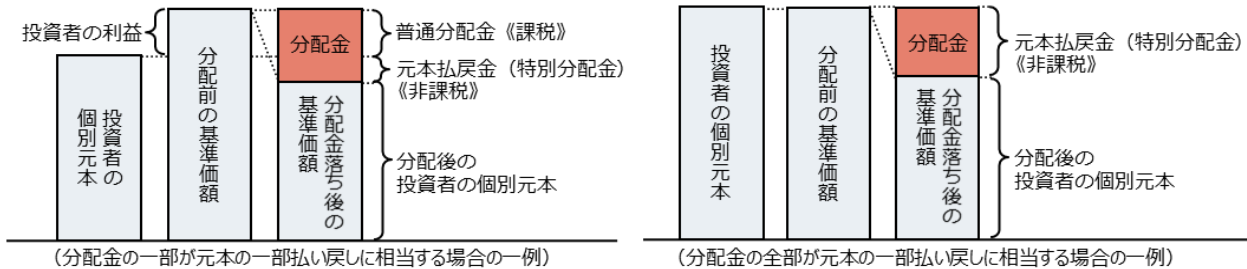 投資者の利益
投資者の
個別元本
分配前の基準価額
分配金
分配金落ち後の
基準価額
普通分配金《課税》
元本払戻金（特別分配金）
《非課税》
分配後の
投資者の個別元本
（分配金の一部が元本の一部払い戻しに相当する場合の一例）
投資者の個別元本
分配前の基準価額
分配金
分配金落ち後の
基準価額
元本払戻金（特別分配金）
《非課税》
分配後の
投資者の個別元本
（分配金の全部が元本の一部払い戻しに相当する場合の一例）